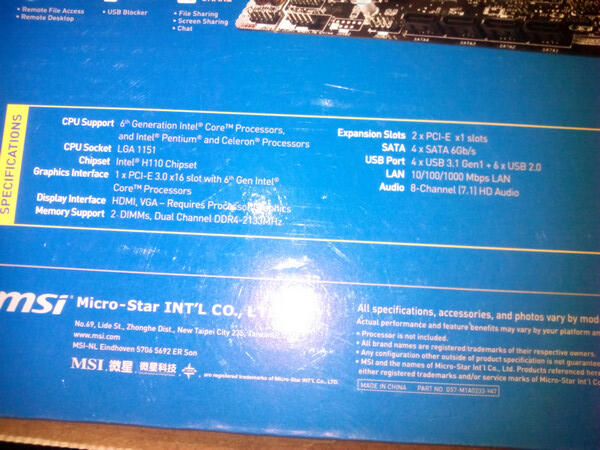 • Remote File Access
• Remote Desktop
• USB Blocker
• File Sharing
• Screen Sharing
• Chat
SATA4 SATA3 SATA2 SATA1
SPECIFICATIONS
CPU Support 6th Generation Intel® Core™ Processors,
and Intel® Pentium® and Celeron® Processors
CPU Socket LGA 1151
Chipset Intel® H110 Chipset
Graphics Interface 1 x PCI-E 3.0 x16 slot with 6th Gen Intel®
Core™ Processors
Display Interface HDMI, VGA – Requires Processor Graphics
Memory Support 2 DIMMs, Dual Channel DDR4-2133MHz
Expansion Slots 2 x PCI-E x1 slots
SATA 4 x SATA 6Gb/s
USB Port 4 x USB 3.1 Gen1 + 6 x USB 2.0
LAN 10/100/1000 Mbps LAN
Audio 8-Channel (7.1) HD Audio
msi Micro-Star INT'L CO.,
No.69, Lide St., Zhonghe Dist., New Taipei City 235, Taiwan
www.msi.com
MSI-NL Eindhoven 5706 5692 ER Son
MSI, 微星, 微星科技, are registered trademarks of Micro-Star Int'l Co., LTD.
All specifications, accessories, and photos vary by mod
Actual performance and feature benefits may vary by your platform an
• Processor is not included.
• All brand names are registered trademarks of their respective owners.
• Any configuration other outside of product specification is not guarantee
• MSI and the names of Micro-Star Int'l Co., Ltd. Products referenced here
either registered trademarks and/or service marks of Micro-Star Int'l Co
MADE IN CHINA PART NO. G57-M1A0233-Y47